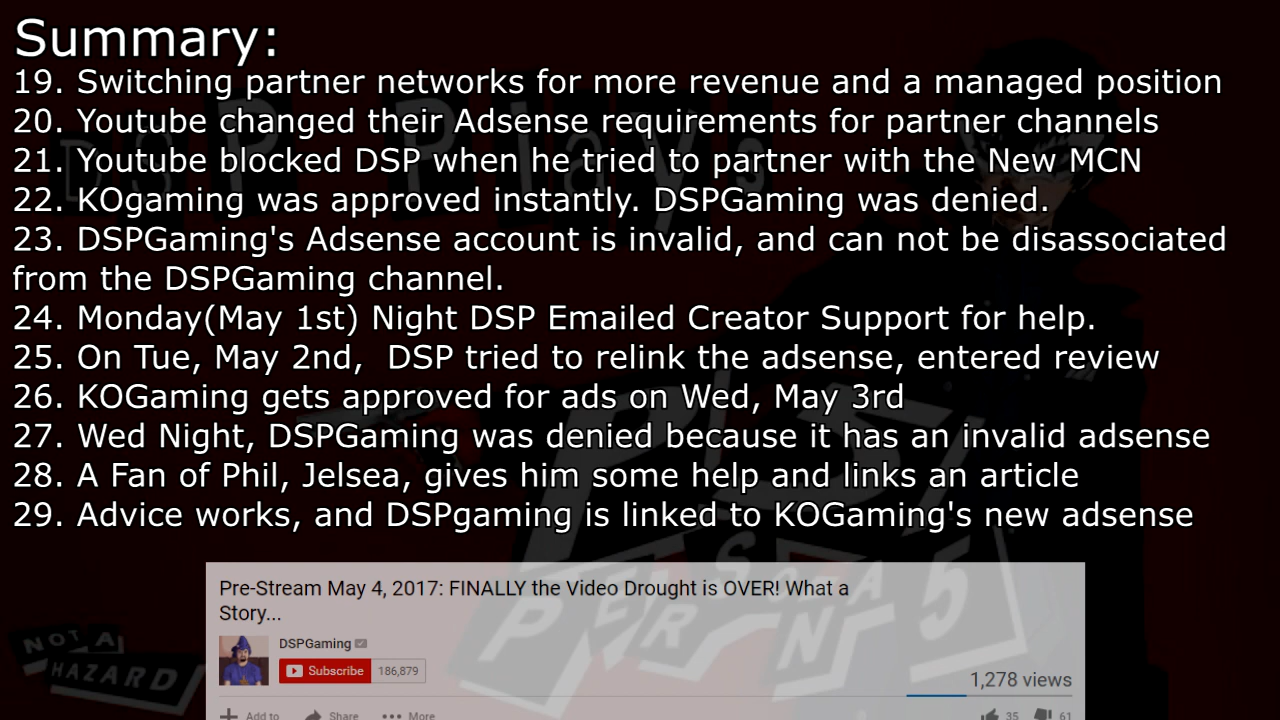 Summary:
19. Switching partner networks for more revenue and a managed position
20. Youtube changed their Adsense requirements for partner channels
21. Youtube blocked DSP when he tried to partner with the New MCN
22. KOgaming was approved instantly. DSPGaming was denied.
23. DSPGaming's Adsense account is invalid, and can not be disassociated
from the DSPGaming channel.
24. Monday(May 1st) Night DSP Emailed Creator Support for help.
25. On Tue, May 2nd,  DSP tried to relink the adsense, entered review
26. KOGaming gets approved for ads on Wed, May 3rd
27. Wed Night, DSPGaming was denied because it has an invalid adsense
28. A Fan of Phil, Jelsea, gives him some help and links an article
29. Advice works, and DSPgaming is linked to KOGaming's new adsense
Pre-Stream May 4, 2017: FINALLY the Video Drought is OVER! What a
Story...
DSPGaming
Subscribe 186,879
1,278 views
Add to Share More 35 61
DSP Plays
PLS
PERSONA 5
NOT A
HAZARD